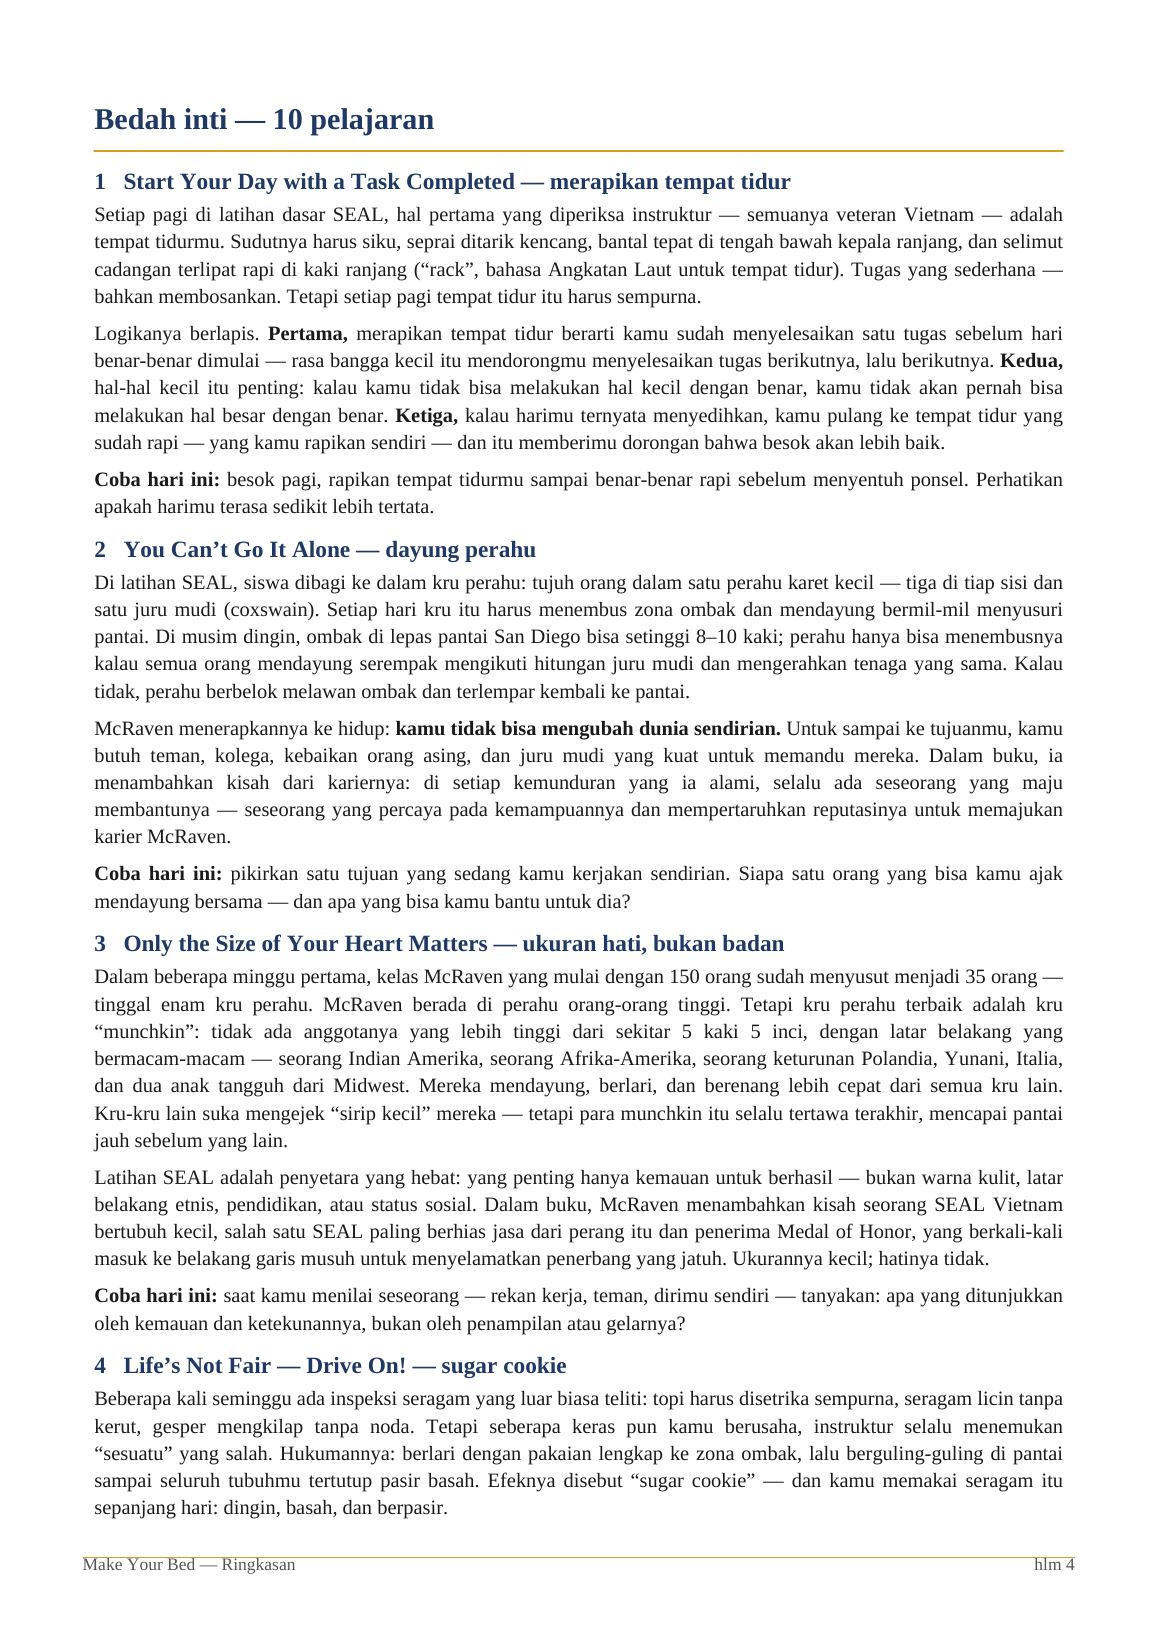 Bedah inti — 10 pelajaran
1 Start Your Day with a Task Completed — merapikan tempat tidur
Setiap pagi di latihan dasar SEAL, hal pertama yang diperiksa instruktur — semuanya veteran Vietnam — adalah
tempat tidurmu. Sudutnya harus siku, seprai ditarik kencang, bantal tepat di tengah bawah kepala ranjang, dan selimut
cadangan terlipat rapi di kaki ranjang (“rack”, bahasa Angkatan Laut untuk tempat tidur). Tugas yang sederhana —
bahkan membosankan. Tetapi setiap pagi tempat tidur itu harus sempurna.
Logikanya berlapis. Pertama, merapikan tempat tidur berarti kamu sudah menyelesaikan satu tugas sebelum hari
benar-benar dimulai — rasa bangga kecil itu mendorongmu menyelesaikan tugas berikutnya, lalu berikutnya. Kedua,
hal-hal kecil itu penting: kalau kamu tidak bisa melakukan hal kecil dengan benar, kamu tidak akan pernah bisa
melakukan hal besar dengan benar. Ketiga, kalau harimu ternyata menyedihkan, kamu pulang ke tempat tidur yang
sudah rapi — yang kamu rapikan sendiri — dan itu memberimu dorongan bahwa besok akan lebih baik.
Coba hari ini: besok pagi, rapikan tempat tidurmu sampai benar-benar rapi sebelum menyentuh ponsel. Perhatikan
apakah harimu terasa sedikit lebih tertata.
2 You Can’t Go It Alone — dayung perahu
Di latihan SEAL, siswa dibagi ke dalam kru perahu: tujuh orang dalam satu perahu karet kecil — tiga di tiap sisi dan
satu juru mudi (coxswain). Setiap hari kru itu harus menembus zona ombak dan mendayung bermil-mil menyusuri
pantai. Di musim dingin, ombak di lepas pantai San Diego bisa setinggi 8–10 kaki; perahu hanya bisa menembusnya
kalau semua orang mendayung serempak mengikuti hitungan juru mudi dan mengerahkan tenaga yang sama. Kalau
tidak, perahu berbelok melawan ombak dan terlempar kembali ke pantai.
McRaven menerapkannya ke hidup: kamu tidak bisa mengubah dunia sendirian. Untuk sampai ke tujuanmu, kamu
butuh teman, kolega, kebaikan orang asing, dan juru mudi yang kuat untuk memandu mereka. Dalam buku, ia
menambahkan kisah dari kariernya: di setiap kemunduran yang ia alami, selalu ada seseorang yang maju
membantunya — seseorang yang percaya pada kemampuannya dan mempertaruhkan reputasinya untuk memajukan
karier McRaven.
Coba hari ini: pikirkan satu tujuan yang sedang kamu kerjakan sendirian. Siapa satu orang yang bisa kamu ajak
mendayung bersama — dan apa yang bisa kamu bantu untuk dia?
3 Only the Size of Your Heart Matters — ukuran hati, bukan badan
Dalam beberapa minggu pertama, kelas McRaven yang mulai dengan 150 orang sudah menyusut menjadi 35 orang —
tinggal enam kru perahu. McRaven berada di perahu orang-orang tinggi. Tetapi kru perahu terbaik adalah kru
“munchkin”: tidak ada anggotanya yang lebih tinggi dari sekitar 5 kaki 5 inci, dengan latar belakang yang
bermacam-macam — seorang Indian Amerika, seorang Afrika-Amerika, seorang keturunan Polandia, Yunani, Italia,
dan dua anak tangguh dari Midwest. Mereka mendayung, berlari, dan berenang lebih cepat dari semua kru lain.
Kru-kru lain suka mengejek “sirip kecil” mereka — tetapi para munchkin itu selalu tertawa terakhir, mencapai pantai
jauh sebelum yang lain.
Latihan SEAL adalah penyetara yang hebat: yang penting hanya kemauan untuk berhasil — bukan warna kulit, latar
belakang etnis, pendidikan, atau status sosial. Dalam buku, McRaven menambahkan kisah seorang SEAL Vietnam
bertubuh kecil, salah satu SEAL paling berhias jasa dari perang itu dan penerima Medal of Honor, yang berkali-kali
masuk ke belakang garis musuh untuk menyelamatkan penerbang yang jatuh. Ukurannya kecil; hatinya tidak.
Coba hari ini: saat kamu menilai seseorang — rekan kerja, teman, dirimu sendiri — tanyakan: apa yang ditunjukkan
oleh kemauan dan ketekunannya, bukan oleh penampilan atau gelarnya?
4 Life’s Not Fair — Drive On! — sugar cookie
Beberapa kali seminggu ada inspeksi seragam yang luar biasa teliti: topi harus disetrika sempurna, seragam licin tanpa
kerut, gesper mengkilap tanpa noda. Tetapi seberapa keras pun kamu berusaha, instruktur selalu menemukan
“sesuatu” yang salah. Hukumannya: berlari dengan pakaian lengkap ke zona ombak, lalu berguling-guling di pantai
sampai seluruh tubuhmu tertutup pasir basah. Efeknya disebut “sugar cookie” — dan kamu memakai seragam itu
sepanjang hari: dingin, basah, dan berpasir.
Make Your Bed — Ringkasan
hlm 4